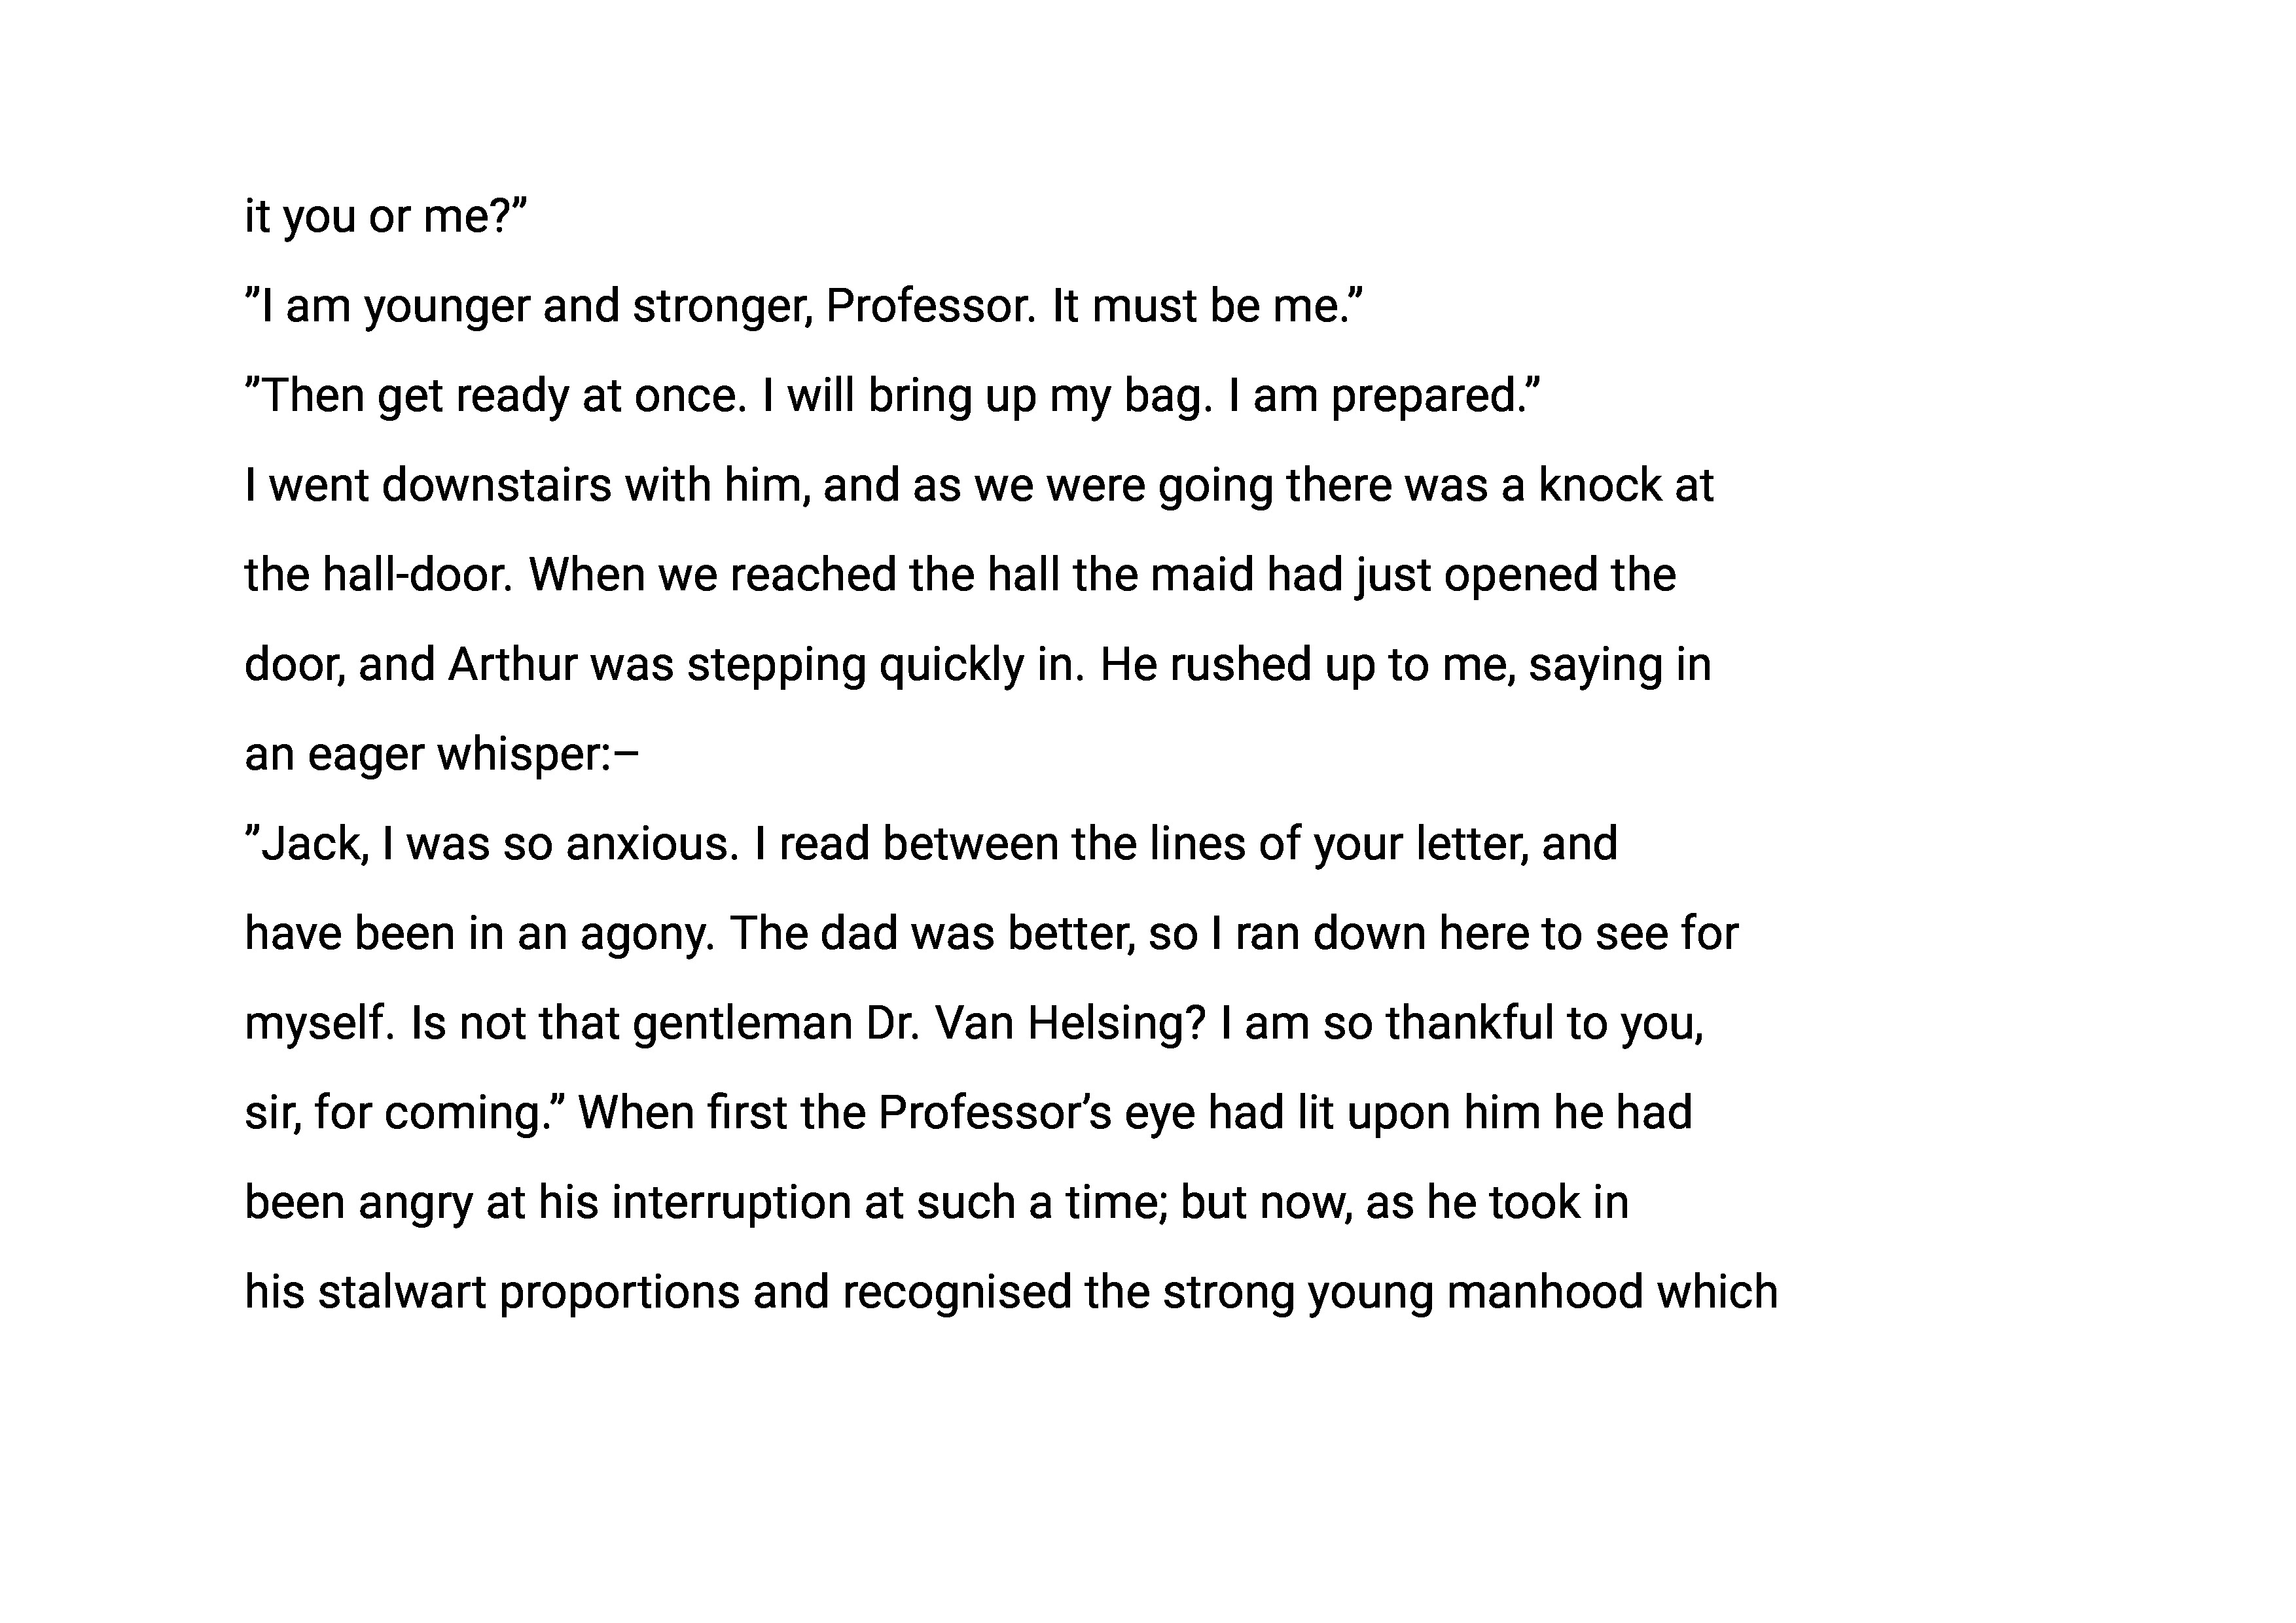 it you or me?”
”I am younger and stronger, Professor. It must be me.”
”Then get ready at once. I will bring up my bag. I am prepared.”
I went downstairs with him, and as we were going there was a knock at
the hall-door. When we reached the hall the maid had just opened the
door, and Arthur was stepping quickly in. He rushed up to me, saying in
an eager whisper:–
”Jack, I was so anxious. I read between the lines of your letter, and
have been in an agony. The dad was better, so I ran down here to see for
myself. Is not that gentleman Dr. Van Helsing? I am so thankful to you,
sir, for coming.” When first the Professor’s eye had lit upon him he had
been angry at his interruption at such a time; but now, as he took in
his stalwart proportions and recognised the strong young manhood which